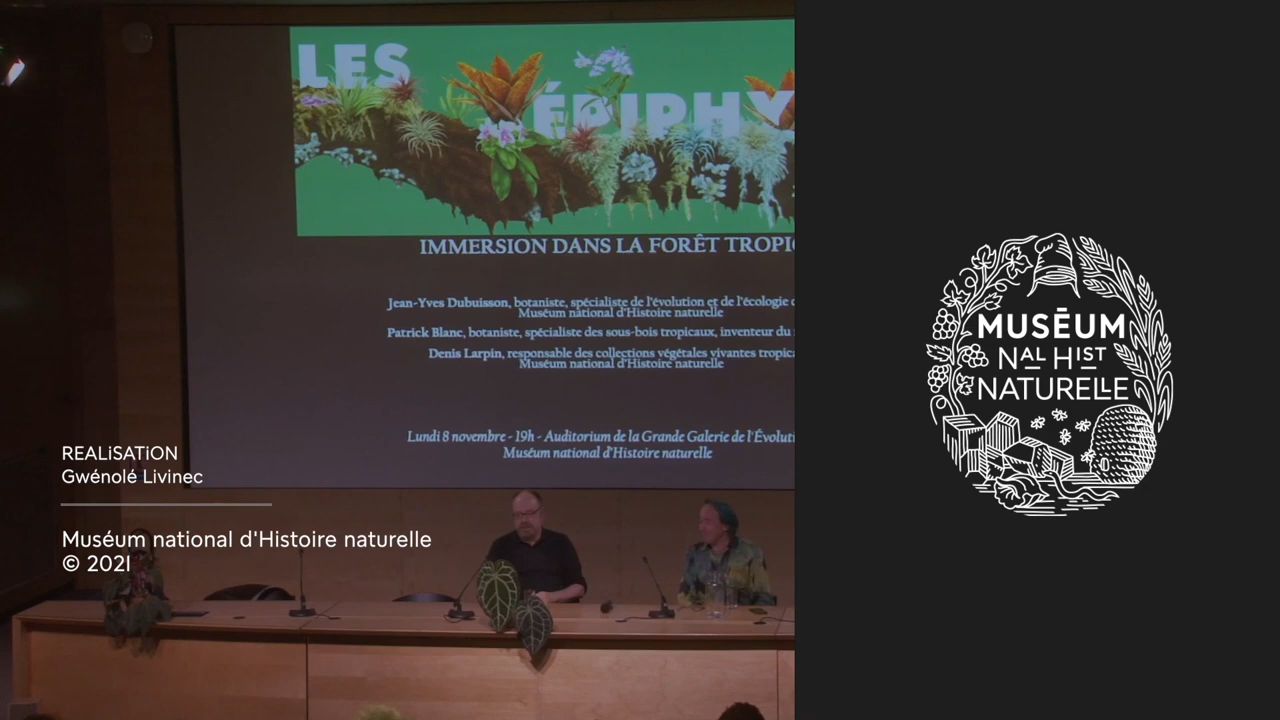 LES
ÉPIPHY
IMMERSION DANS LA FORÊT TROPIC
Jean-Yves Dubuisson, botaniste, spécialiste de l'évolution et de l'écologie
Muséum national d'Histoire naturelle
Patrick Blanc, botaniste, spécialiste des sous-bois tropicaux, inventeur du
Denis Larpin, responsable des collections végétales vivantes tropica
Muséum national d'Histoire naturelle
Lundi 8 novembre - 19h - Auditorium de la Grande Galerie de l'Évoluti
Muséum national d'Histoire naturelle
REALiSATiON
Gwénolé Livinec
Muséum national d'Histoire naturelle
© 2021
MUSĒUM
NAL HIST
NATURELLE